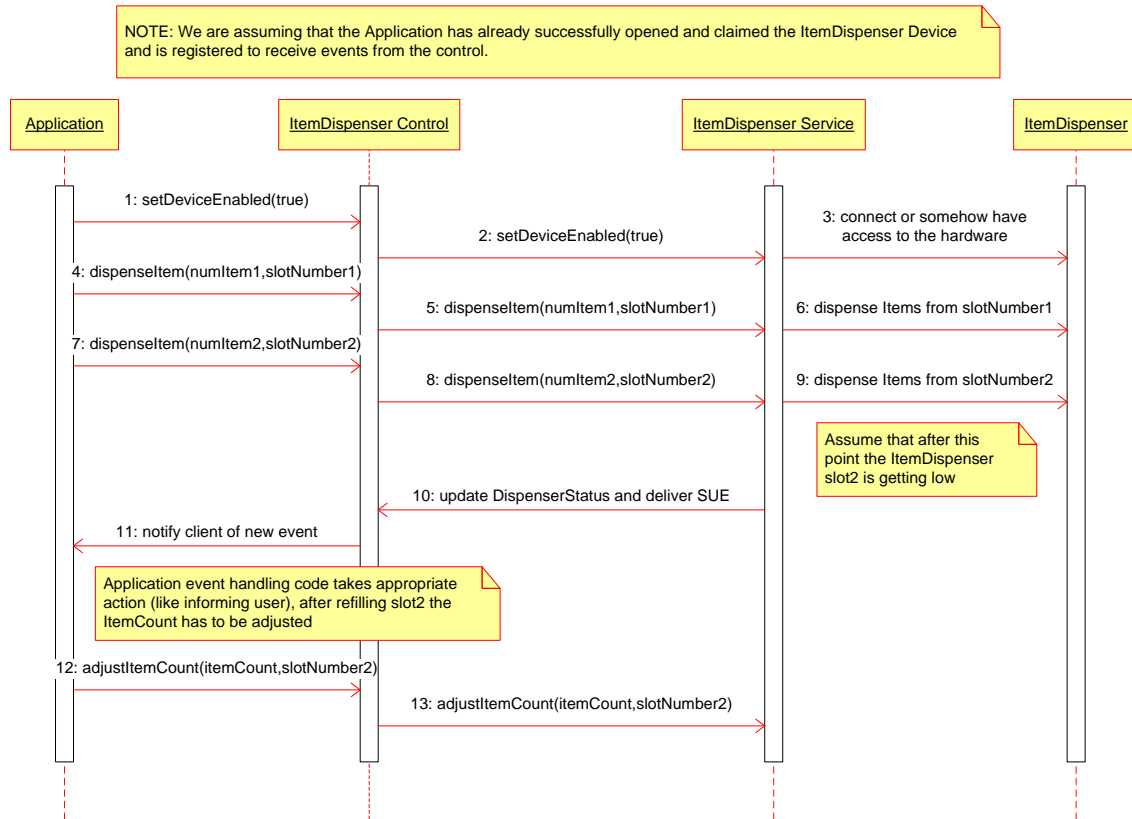 NOTE: We are assuming that the Application has already successfully opened and claimed the ItemDispenser Device
and is registered to receive events from the control.
Application
ItemDispenser Control
ItemDispenser Service
ItemDispenser
1: setDeviceEnabled(true)
2: setDeviceEnabled(true)
3: connect or somehow have
access to the hardware
4: dispenseItem(numItem1,slotNumber1)
5: dispenseItem(numItem1,slotNumber1)
6: dispense Items from slotNumber1
7: dispenseItem(numItem2,slotNumber2)
8: dispenseItem(numItem2,slotNumber2)
9: dispense Items from slotNumber2
Assume that after this
point the ItemDispenser
slot2 is getting low
10: update DispenserStatus and deliver SUE
11: notify client of new event
Application event handling code takes appropriate
action (like informing user), after refilling slot2 the
ItemCount has to be adjusted
12: adjustItemCount(itemCount,slotNumber2)
13: adjustItemCount(itemCount,slotNumber2)